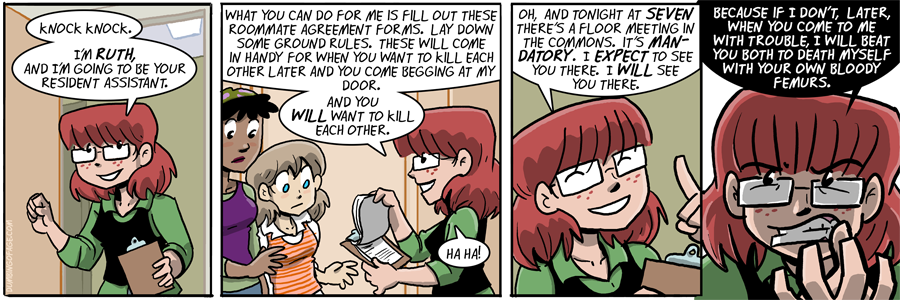 KNOCK KNOCK.
I'M RUTH,
AND I'M GOING TO BE YOUR
RESIDENT ASSISTANT.
WHAT YOU CAN DO FOR ME IS FILL OUT THESE
ROOMMATE AGREEMENT FORMS. LAY DOWN
SOME GROUND RULES. THESE WILL COME
IN HANDY FOR WHEN YOU WANT TO KILL EACH
OTHER LATER AND YOU COME BEGGING AT MY
DOOR.
AND YOU
WILL WANT TO KILL
EACH OTHER.
HA HA!
OH, AND TONIGHT AT SEVEN
THERE'S A FLOOR MEETING IN
THE COMMONS. IT'S MAN-
DATORY. I EXPECT TO SEE
YOU THERE. I WILL SEE
YOU THERE.
BECAUSE IF I DON'T, LATER,
WHEN YOU COME TO ME
WITH TROUBLE, I WILL BEAT
YOU BOTH TO DEATH MYSELF
WITH YOUR OWN BLOODY
FEMURS.